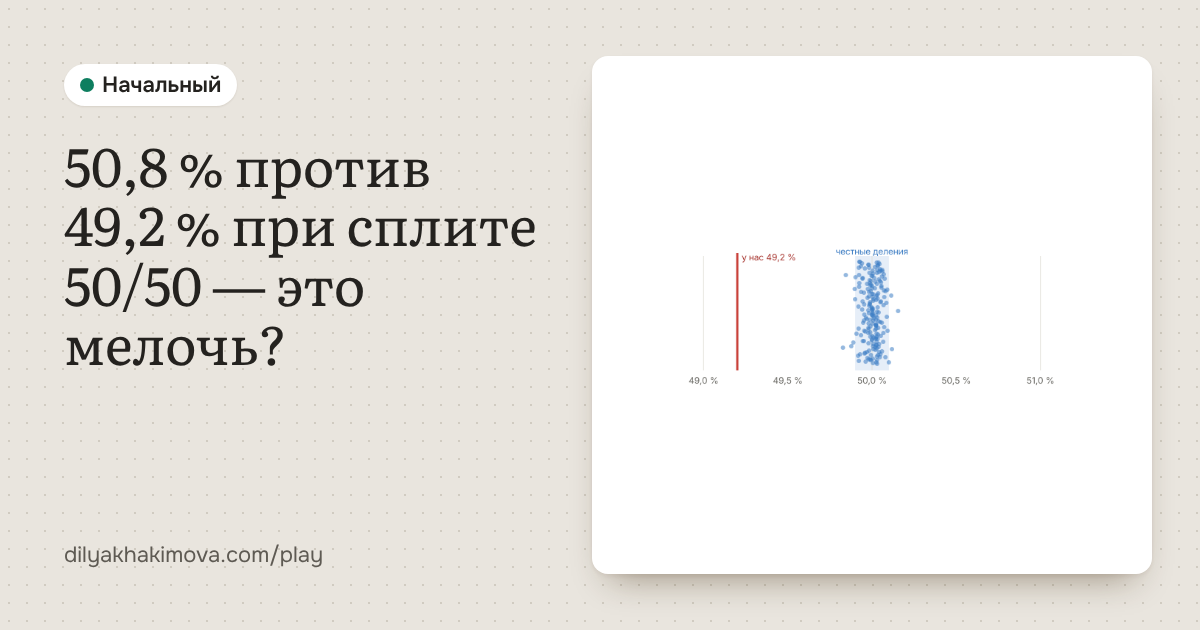 Начальный
50,8 % против
49,2 % при сплите
50/50 — это
мелочь?
честные деления
у нас 49,2 %
49,0 %
49,5 %
50,0 %
50,5 %
51,0 %
dilyakhakimova.com/play